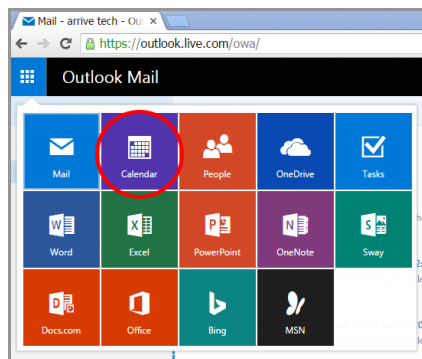 Mail - arrive tech - Ou
https://outlook.live.com/owa/
Outlook Mail
Mail Calendar People OneDrive Tasks
Word Excel PowerPoint OneNote Sway
Docs.com Office Bing MSN